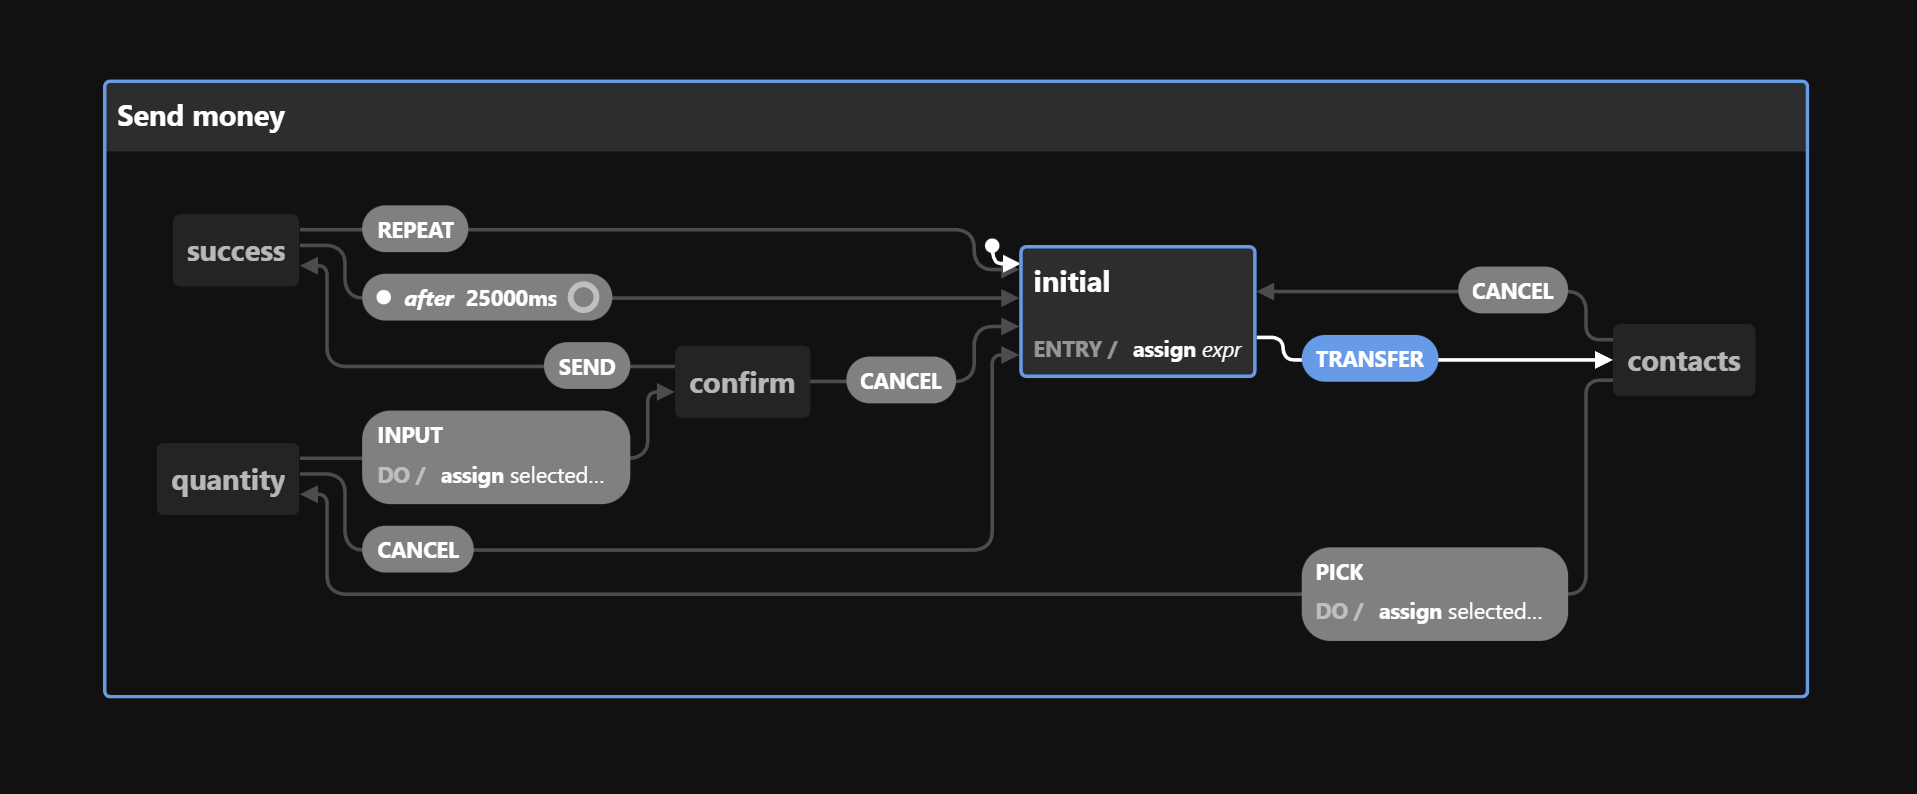 Send money
success
REPEAT
after 25000ms
SEND
confirm
CANCEL
initial
ENTRY / assign expr
CANCEL
TRANSFER
contacts
quantity
INPUT
DO / assign selected...
CANCEL
PICK
DO / assign selected...